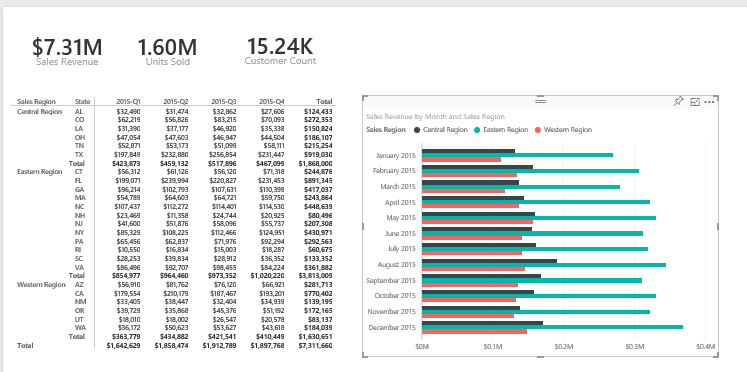 $7.31M 1.60M 15.24K
Sales Revenue Units Sold Customer Count
Sales Region State 2015-Q1 2015-Q2 2015-Q3 2015-Q4 Total
Central Region AL $32,490 $31,474 $32,862 $27,606 $124,433
CO $62,219 $56,826 $83,215 $70,093 $272,353
LA $31,390 $37,177 $46,920 $35,338 $150,824
OH $47,054 $47,603 $46,947 $44,504 $186,107
TN $52,871 $53,173 $51,099 $58,111 $215,254
TX $197,849 $232,880 $256,854 $231,447 $919,030
Total $423,873 $459,132 $517,896 $467,099 $1,868,000
Eastern Region CT $56,312 $61,126 $56,120 $71,318 $244,876
FL $199,071 $239,994 $220,827 $231,453 $891,345
GA $96,214 $102,793 $107,631 $110,399 $417,037
MA $54,789 $64,603 $64,721 $59,750 $243,864
NC $107,437 $112,272 $114,401 $114,530 $448,639
NH $23,469 $11,358 $24,744 $20,925 $80,496
NJ $41,600 $51,876 $58,096 $55,737 $207,308
NY $85,329 $108,225 $112,466 $124,951 $430,971
PA $65,456 $62,837 $71,976 $92,294 $292,563
RI $10,550 $16,834 $15,003 $18,287 $60,675
SC $28,253 $39,834 $28,912 $36,352 $133,352
VA $86,496 $92,707 $98,455 $84,224 $361,882
Total $854,977 $964,460 $973,352 $1,020,220 $3,813,009
Western Region AZ $56,910 $81,762 $76,120 $66,921 $281,713
CA $179,554 $210,179 $187,467 $193,201 $770,402
NM $33,405 $38,447 $32,404 $34,939 $139,195
OR $39,729 $35,868 $45,376 $51,192 $172,165
UT $18,010 $18,002 $26,547 $20,578 $83,137
WA $36,172 $50,623 $53,627 $43,618 $184,039
Total $363,779 $434,882 $421,541 $410,449 $1,630,651
Total $1,642,629 $1,858,474 $1,912,789 $1,897,768 $7,311,660
Sales Revenue by Month and Sales Region
Sales Region Central Region Eastern Region Western Region
January 2015
February 2015
March 2015
April 2015
May 2015
June 2015
July 2015
August 2015
September 2015
October 2015
November 2015
December 2015
$0M $0.1M $0.2M $0.3M $0.4M